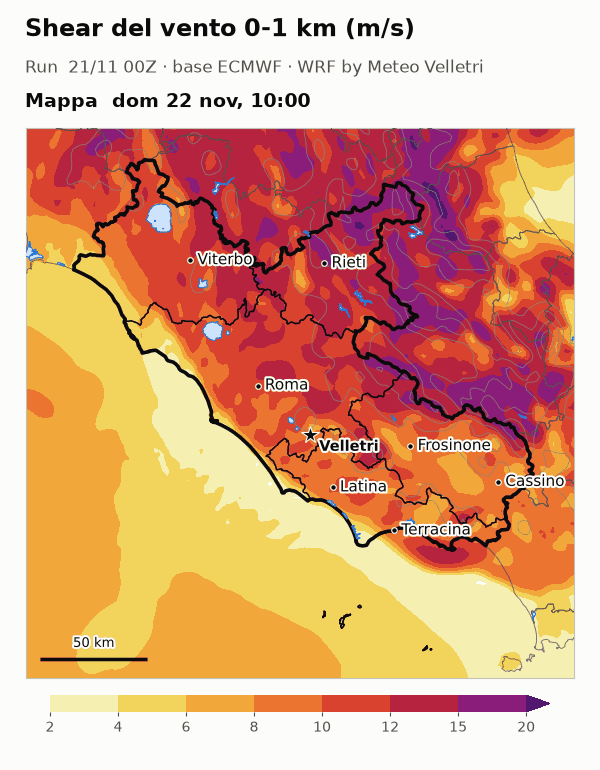 Shear del vento 0-1 km (m/s)
Run  21/11 00Z · base ECMWF · WRF by Meteo Velletri
Mappa  dom 22 nov, 10:00
Viterbo
Rieti
Roma
Velletri
Frosinone
Cassino
Latina
Terracina
50 km
2 4 6 8 10 12 15 20